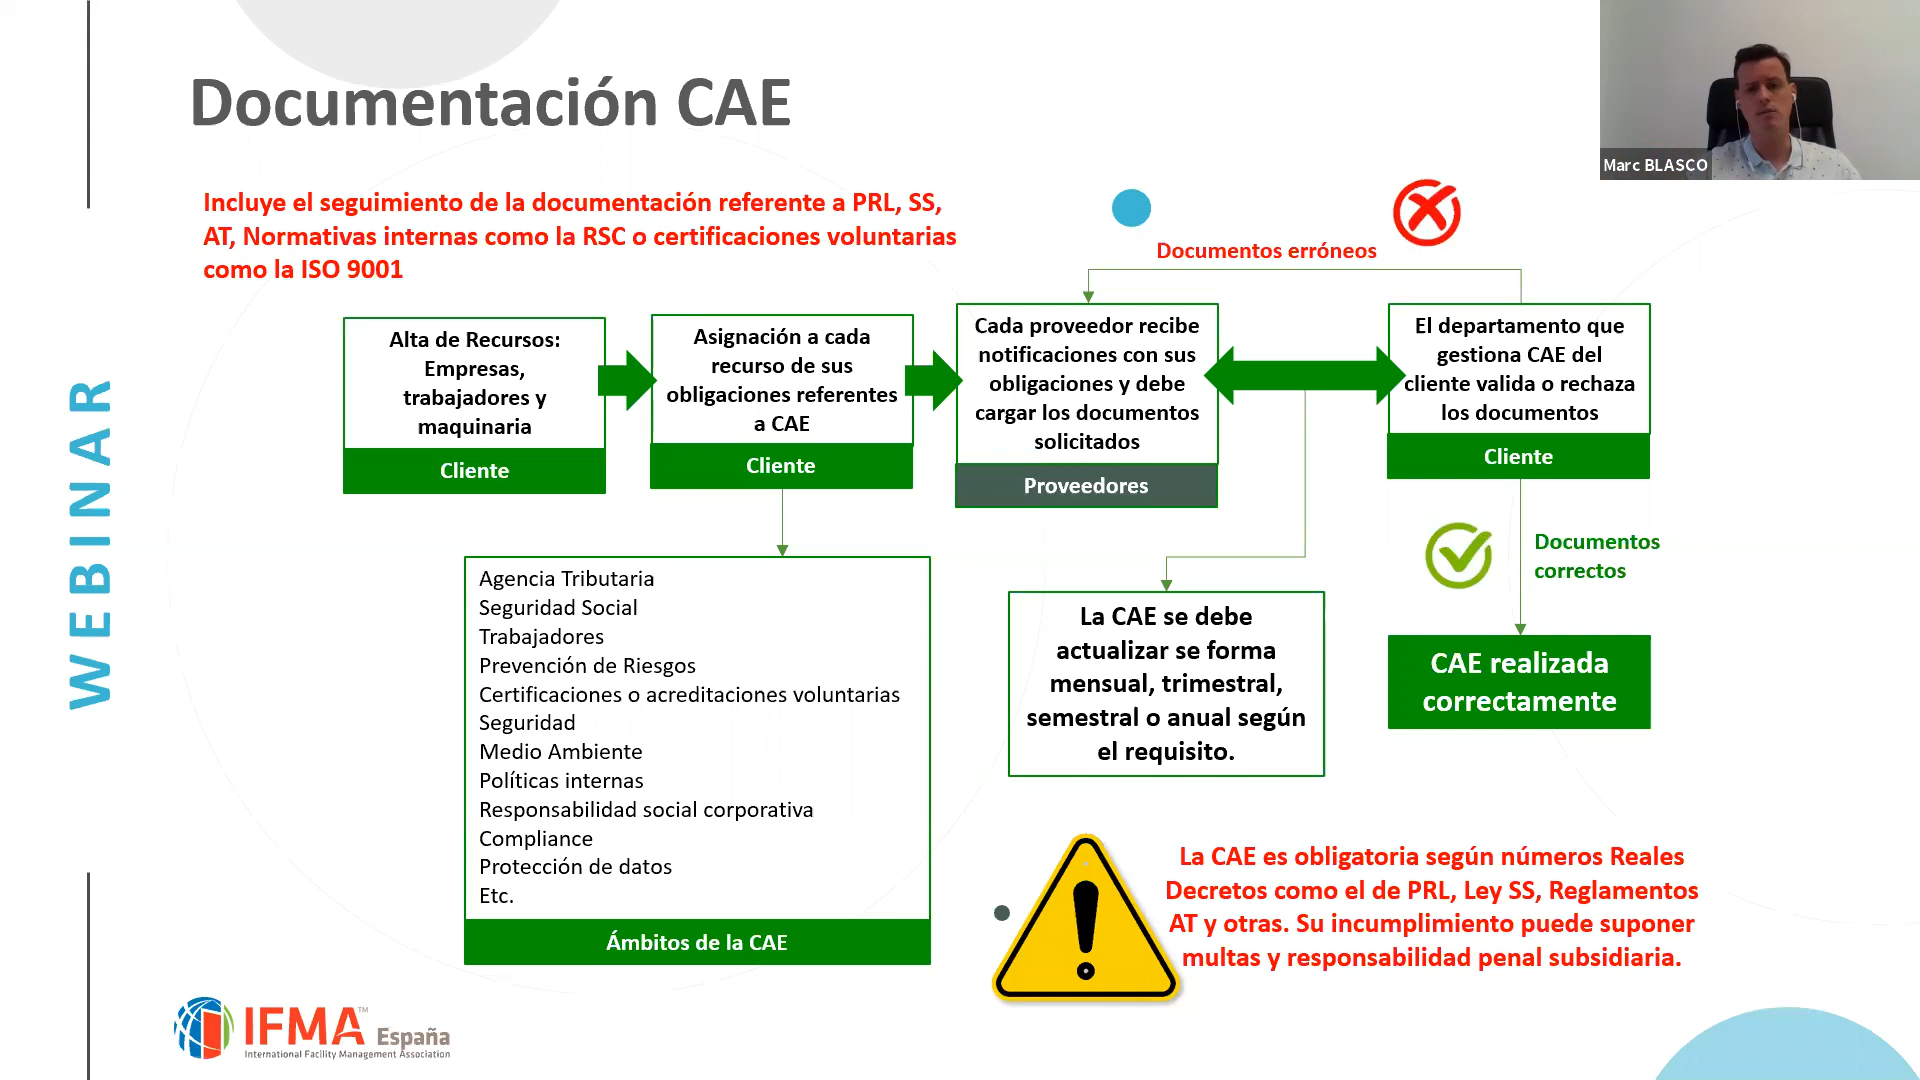 Documentación CAE
Marc BLASCO
Incluye el seguimiento de la documentación referente a PRL, SS,
AT, Normativas internas como la RSC o certificaciones voluntarias
como la ISO 9001
Documentos erróneos
Alta de Recursos:
Empresas,
trabajadores y
maquinaria
Cliente
Asignación a cada
recurso de sus
obligaciones referentes
a CAE
Cliente
Cada proveedor recibe
notificaciones con sus
obligaciones y debe
cargar los documentos
solicitados
Proveedores
El departamento que
gestiona CAE del
cliente valida o rechaza
los documentos
Cliente
WEBINAR
Documentos
correctos
Agencia Tributaria
Seguridad Social
Trabajadores
Prevención de Riesgos
Certificaciones o acreditaciones voluntarias
Seguridad
Medio Ambiente
Políticas internas
Responsabilidad social corporativa
Compliance
Protección de datos
Etc.
Ámbitos de la CAE
La CAE se debe
actualizar se forma
mensual, trimestral,
semestral o anual según
el requisito.
CAE realizada
correctamente
La CAE es obligatoria según números Reales
Decretos como el de PRL, Ley SS, Reglamentos
AT y otras. Su incumplimiento puede suponer
multas y responsabilidad penal subsidiaria.
IFMA™ España
International Facility Management Association